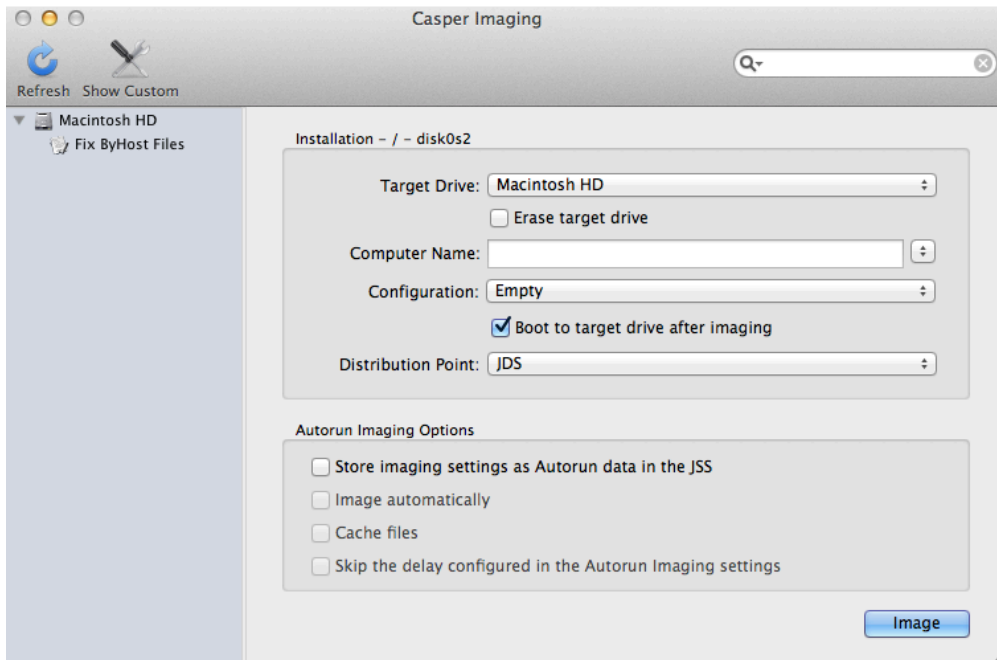 Casper Imaging
Refresh Show Custom
Macintosh HD
Fix ByHost Files
Installation – / – disk0s2
Target Drive: Macintosh HD
Erase target drive
Computer Name:
Configuration: Empty
Boot to target drive after imaging
Distribution Point: JDS
Autorun Imaging Options
Store imaging settings as Autorun data in the JSS
Image automatically
Cache files
Skip the delay configured in the Autorun Imaging settings
Image